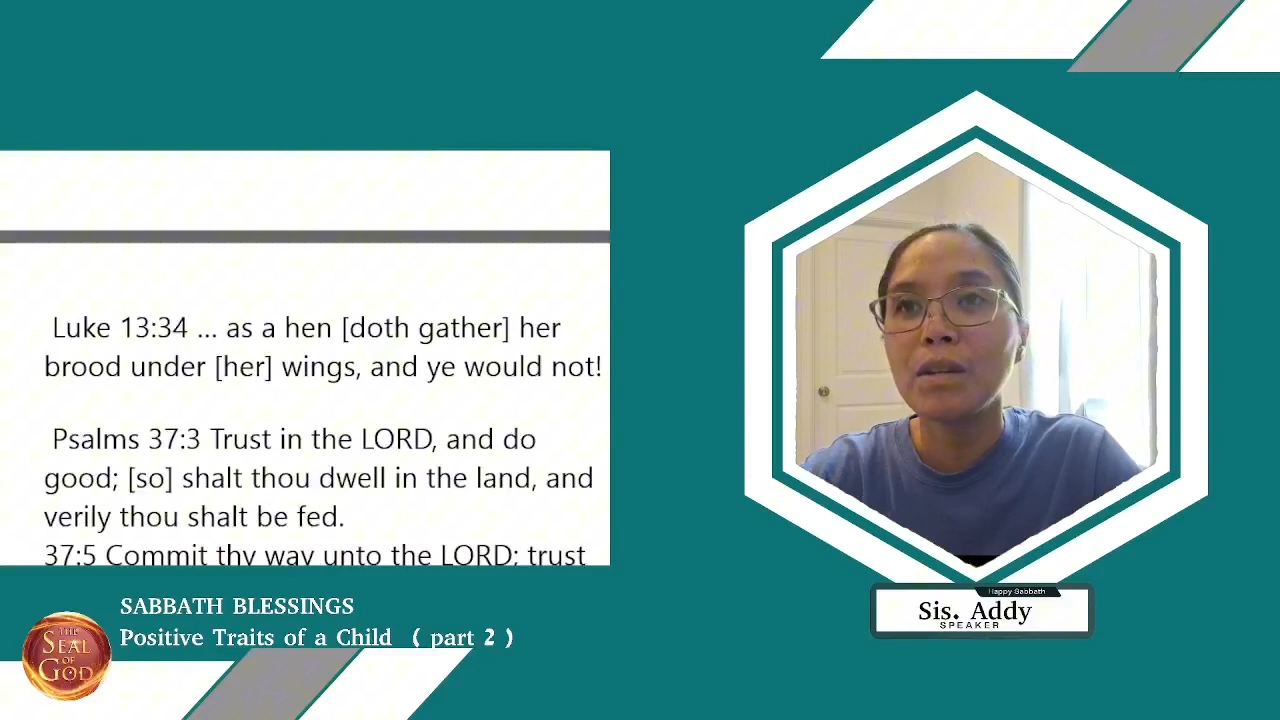 Luke 13:34 ... as a hen [doth gather] her
brood under [her] wings, and ye would not!
Psalms 37:3 Trust in the LORD, and do
good; [so] shalt thou dwell in the land, and
verily thou shalt be fed.
37:5 Commit thy way unto the LORD; trust
SABBATH BLESSINGS
Positive Traits of a Child ( part 2 )
THE
SEAL
OF
GOD
Happy Sabbath
Sis. Addy
SPEAKER